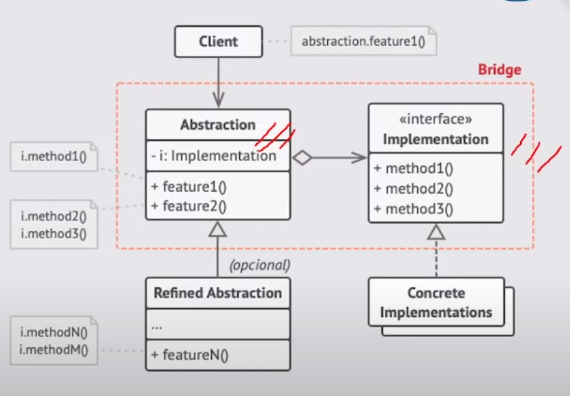 Client
abstraction.feature1()
Bridge
Abstraction
- i: Implementation
+ feature1()
+ feature2()
«interface»
Implementation
+ method1()
+ method2()
+ method3()
i.method1()
i.method2()
i.method3()
(opcional)
Refined Abstraction
...
+ featureN()
i.methodN()
i.methodM()
Concrete
Implementations